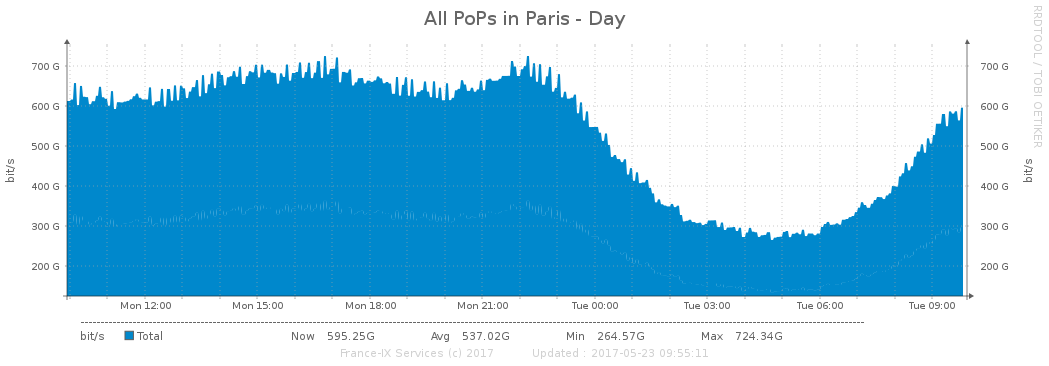 All PoPs in Paris - Day
RRDTOOL / TOBI OETIKER
700 G 700 G
600 G 600 G
500 G 500 G
400 G 400 G
300 G 300 G
200 G 200 G
bit/s bit/s
Mon 12:00 Mon 15:00 Mon 18:00 Mon 21:00 Tue 00:00 Tue 03:00 Tue 06:00 Tue 09:00
bit/s Total Now 595.25G Avg 537.02G Min 264.57G Max 724.34G
France-IX Services (c) 2017 Updated : 2017-05-23 09:55:11